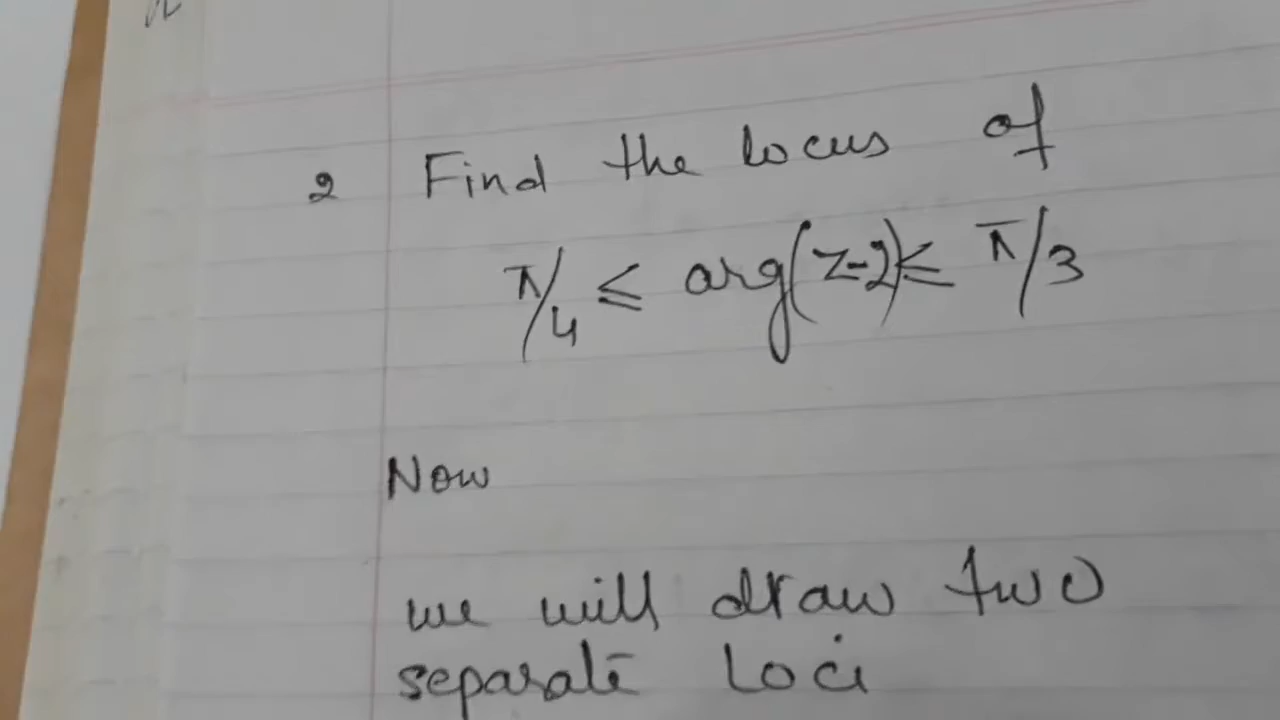 2 Find the locus of
π/4 ≤ arg(z-2) ≤ π/3
Now
we will draw two
separate Loci